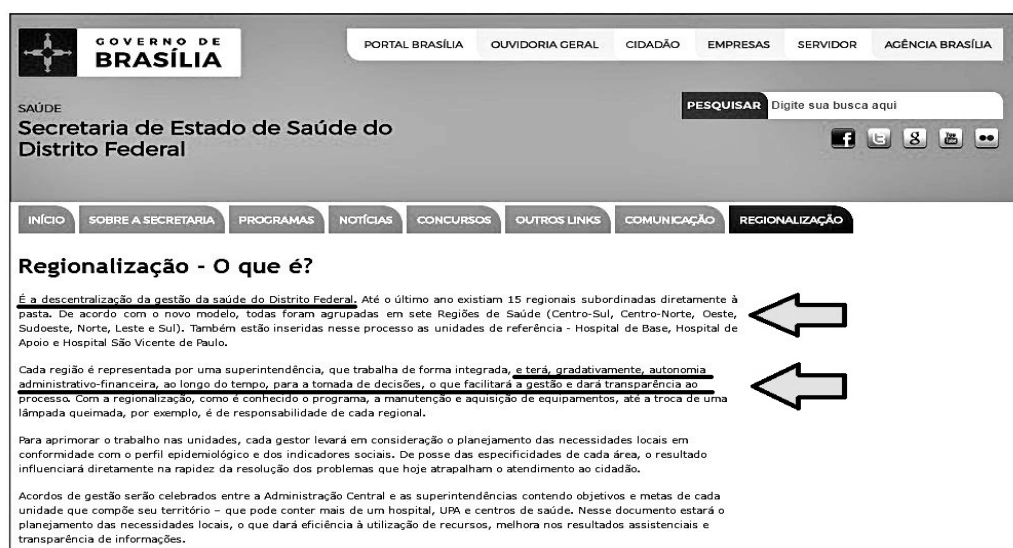 GOVERNO DE
BRASÍLIA
PORTAL BRASÍLIA OUVIDORIA GERAL CIDADÃO EMPRESAS SERVIDOR AGÊNCIA BRASÍLIA
SAÚDE
Secretaria de Estado de Saúde do
Distrito Federal
PESQUISAR Digite sua busca aqui
INÍCIO SOBRE A SECRETARIA PROGRAMAS NOTÍCIAS CONCURSOS OUTROS LINKS COMUNICAÇÃO REGIONALIZAÇÃO
Regionalização - O que é?
É a descentralização da gestão da saúde do Distrito Federal. Até o último ano existiam 15 regionais subordinadas diretamente à
pasta. De acordo com o novo modelo, todas foram agrupadas em sete Regiões de Saúde (Centro-Sul, Centro-Norte, Oeste,
Sudoeste, Norte, Leste e Sul). Também estão inseridas nesse processo as unidades de referência - Hospital de Base, Hospital de
Apoio e Hospital São Vicente de Paulo.
Cada região é representada por uma superintendência, que trabalha de forma integrada, e terá, gradativamente, autonomia
administrativo-financeira, ao longo do tempo, para a tomada de decisões, o que facilitará a gestão e dará transparência ao
processo. Com a regionalização, como é conhecido o programa, a manutenção e aquisição de equipamentos, até a troca de uma
lâmpada queimada, por exemplo, é de responsabilidade de cada regional.
Para aprimorar o trabalho nas unidades, cada gestor levará em consideração o planejamento das necessidades locais em
conformidade com o perfil epidemiológico e dos indicadores sociais. De posse das especificidades de cada área, o resultado
influenciará diretamente na rapidez da resolução dos problemas que hoje atrapalham o atendimento ao cidadão.
Acordos de gestão serão celebrados entre a Administração Central e as superintendências contendo objetivos e metas de cada
unidade que compõe seu território – que pode conter mais de um hospital, UPA e centros de saúde. Nesse documento estará o
planejamento das necessidades locais, o que dará eficiência à utilização de recursos, melhora nos resultados assistenciais e
transparência de informações.